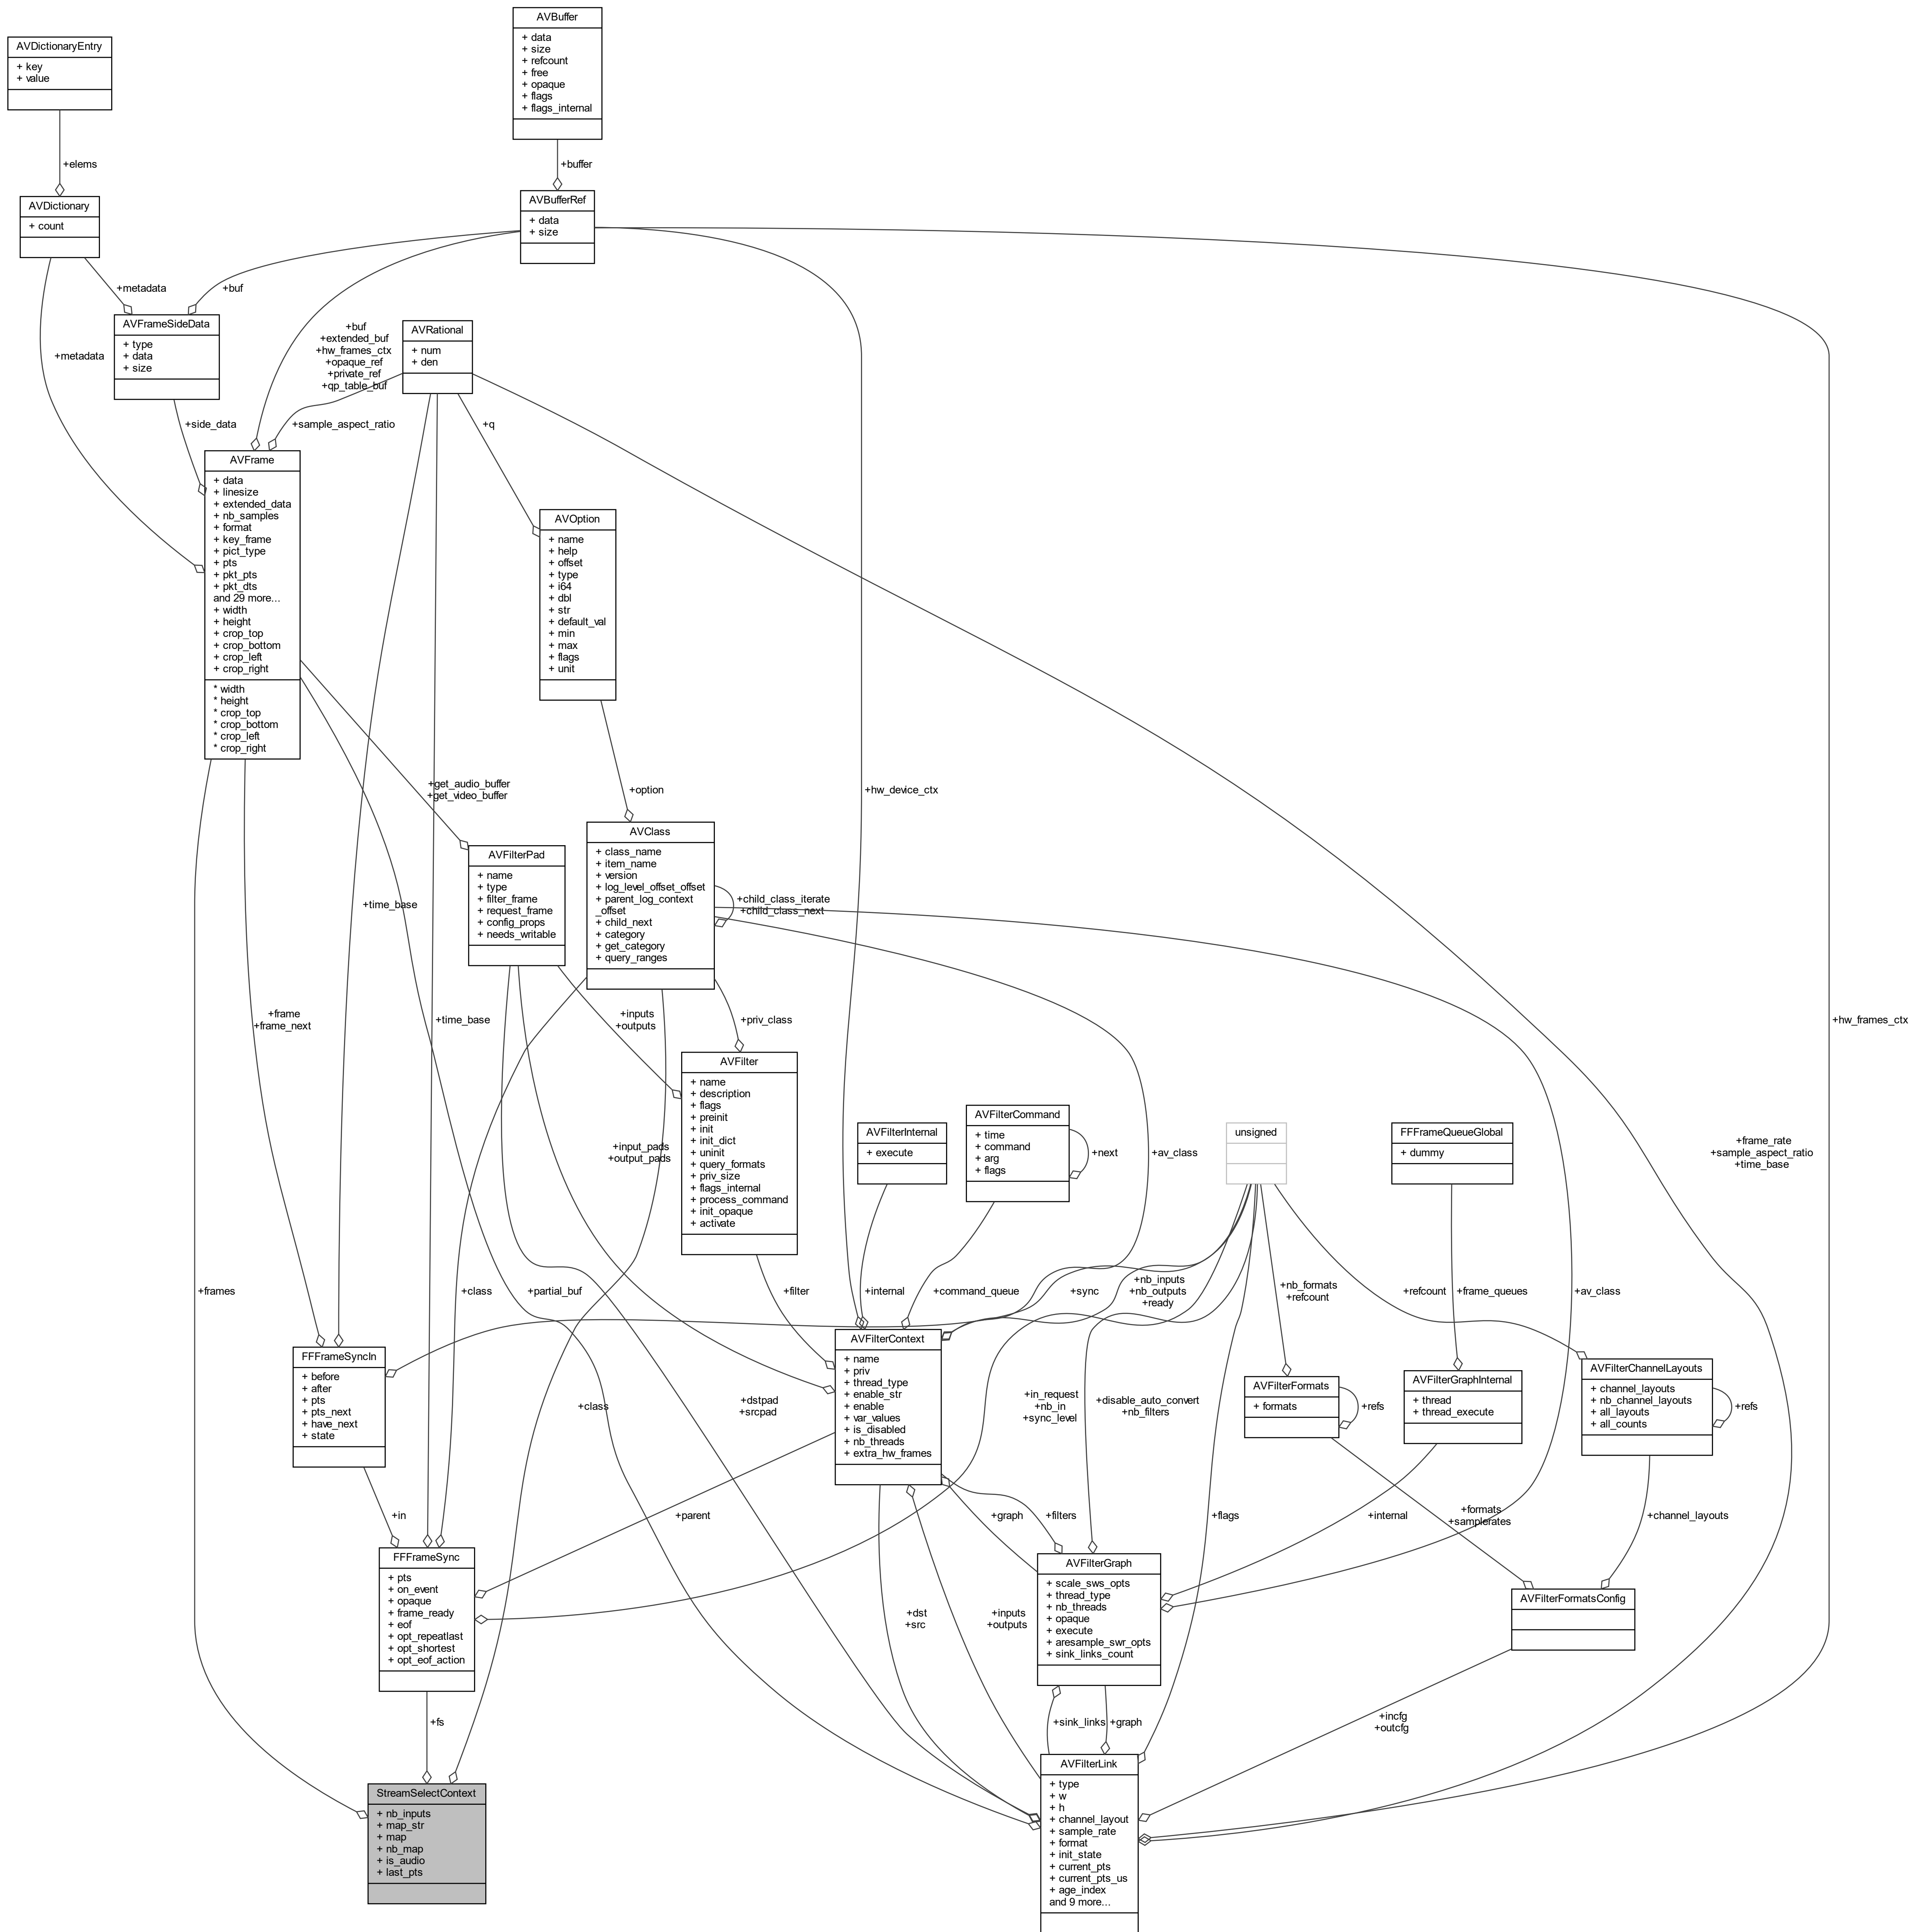 AVBuffer
+ data
+ size
+ refcount
+ free
+ opaque
+ flags
+ flags_internal
AVDictionaryEntry
+ key
+ value
+elems
+buffer
AVDictionary
+ count
AVBufferRef
+ data
+ size
+metadata
+buf
AVFrameSideData
+ type
+ data
+ size
+metadata
+buf
+extended_buf
+hw_frames_ctx
+opaque_ref
+private_ref
+qp_table_buf
AVRational
+ num
+ den
+side_data
+sample_aspect_ratio
+q
AVFrame
+ data
+ linesize
+ extended_data
+ nb_samples
+ format
+ key_frame
+ pict_type
+ pts
+ pkt_pts
+ pkt_dts
and 29 more...
+ width
+ height
+ crop_top
+ crop_bottom
+ crop_left
+ crop_right
* width
* height
* crop_top
* crop_bottom
* crop_left
* crop_right
AVOption
+ name
+ help
+ offset
+ type
+ i64
+ dbl
+ str
+ default_val
+ min
+ max
+ flags
+ unit
+get_audio_buffer
+get_video_buffer
+option
+hw_device_ctx
AVFilterPad
+ name
+ type
+ filter_frame
+ request_frame
+ config_props
+ needs_writable
AVClass
+ class_name
+ item_name
+ version
+ log_level_offset_offset
+ parent_log_context
_offset
+ child_next
+ category
+ get_category
+ query_ranges
+child_class_iterate
+child_class_next
+time_base
+frame
+frame_next
+time_base
+inputs
+outputs
+priv_class
+hw_frames_ctx
AVFilter
+ name
+ description
+ flags
+ preinit
+ init
+ init_dict
+ uninit
+ query_formats
+ priv_size
+ flags_internal
+ process_command
+ init_opaque
+ activate
+input_pads
+output_pads
AVFilterInternal
+ execute
AVFilterCommand
+ time
+ command
+ arg
+ flags
+next
+av_class
unsigned
FFFrameQueueGlobal
+ dummy
+frame_rate
+sample_aspect_ratio
+time_base
+frames
+class
+partial_buf
+filter
+internal
+command_queue
+sync
+nb_inputs
+nb_outputs
+ready
+nb_formats
+refcount
+refcount
+frame_queues
+av_class
FFFrameSyncIn
+ before
+ after
+ pts
+ pts_next
+ have_next
+ state
+class
+dstpad
+srcpad
AVFilterContext
+ name
+ priv
+ thread_type
+ enable_str
+ enable
+ var_values
+ is_disabled
+ nb_threads
+ extra_hw_frames
+in_request
+nb_in
+sync_level
+disable_auto_convert
+nb_filters
AVFilterFormats
+ formats
+refs
AVFilterGraphInternal
+ thread
+ thread_execute
AVFilterChannelLayouts
+ channel_layouts
+ nb_channel_layouts
+ all_layouts
+ all_counts
+refs
+in
+parent
+graph
+filters
+flags
+internal
+formats
+samplerates
+channel_layouts
FFFrameSync
+ pts
+ on_event
+ opaque
+ frame_ready
+ eof
+ opt_repeatlast
+ opt_shortest
+ opt_eof_action
+dst
+src
+inputs
+outputs
AVFilterGraph
+ scale_sws_opts
+ thread_type
+ nb_threads
+ opaque
+ execute
+ aresample_swr_opts
+ sink_links_count
AVFilterFormatsConfig
+fs
+sink_links
+graph
+incfg
+outcfg
StreamSelectContext
+ nb_inputs
+ map_str
+ map
+ nb_map
+ is_audio
+ last_pts
AVFilterLink
+ type
+ w
+ h
+ channel_layout
+ sample_rate
+ format
+ init_state
+ current_pts
+ current_pts_us
+ age_index
and 9 more...